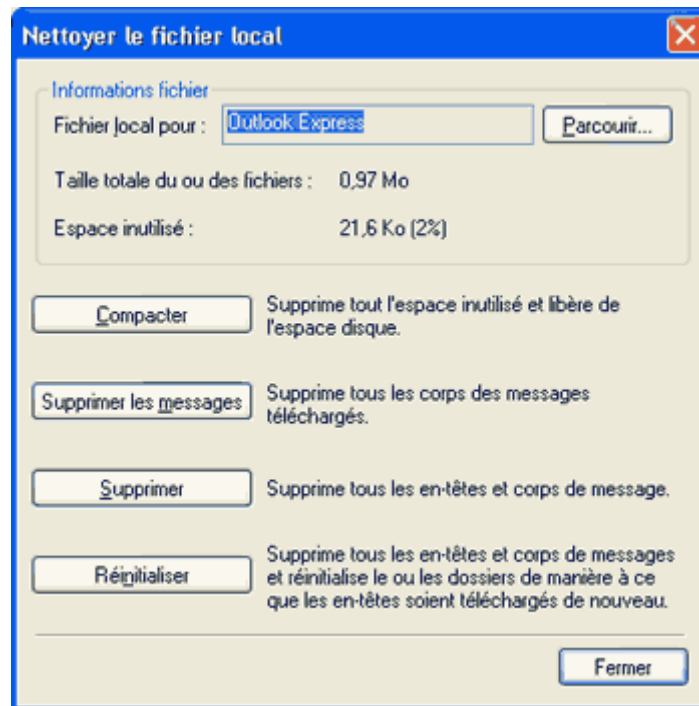 Nettoyer le fichier local
Informations fichier
Fichier local pour : Outlook Express Parcourir...
Taille totale du ou des fichiers : 0,97 Mo
Espace inutilisé : 21,6 Ko (2%)
Compacter Supprime tout l'espace inutilisé et libère de
l'espace disque.
Supprimer les messages Supprime tous les corps des messages
téléchargés.
Supprimer Supprime tous les en-têtes et corps de message.
Réinitialiser Supprime tous les en-têtes et corps de messages
et réinitialise le ou les dossiers de manière à ce
que les en-têtes soient téléchargés de nouveau.
Fermer